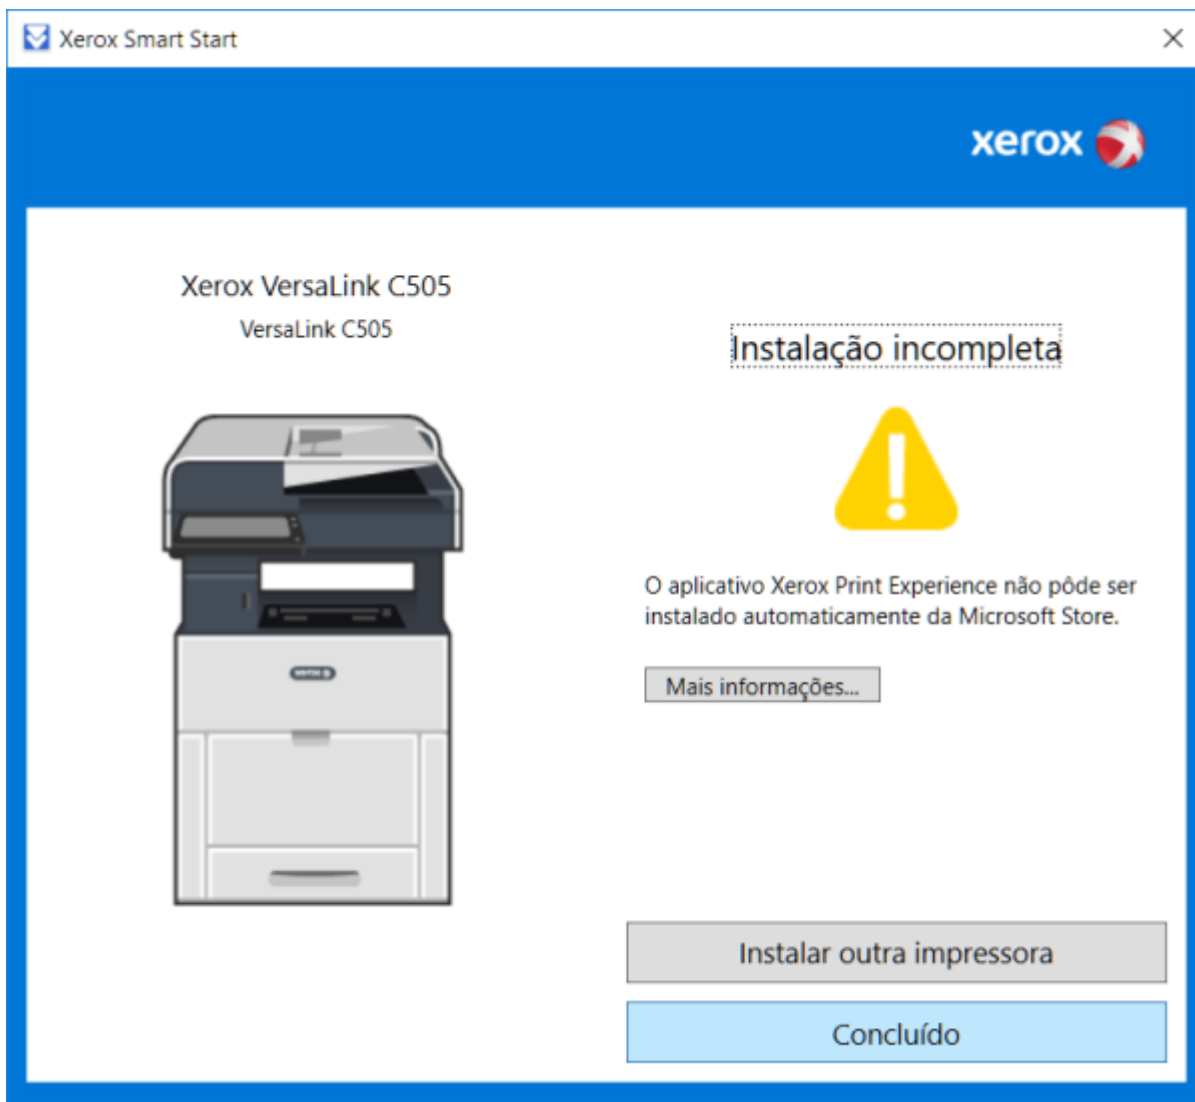 Xerox Smart Start
xerox
Xerox VersaLink C505
VersaLink C505
Instalação incompleta
O aplicativo Xerox Print Experience não pôde ser
instalado automaticamente da Microsoft Store.
Mais informações...
Instalar outra impressora
Concluído